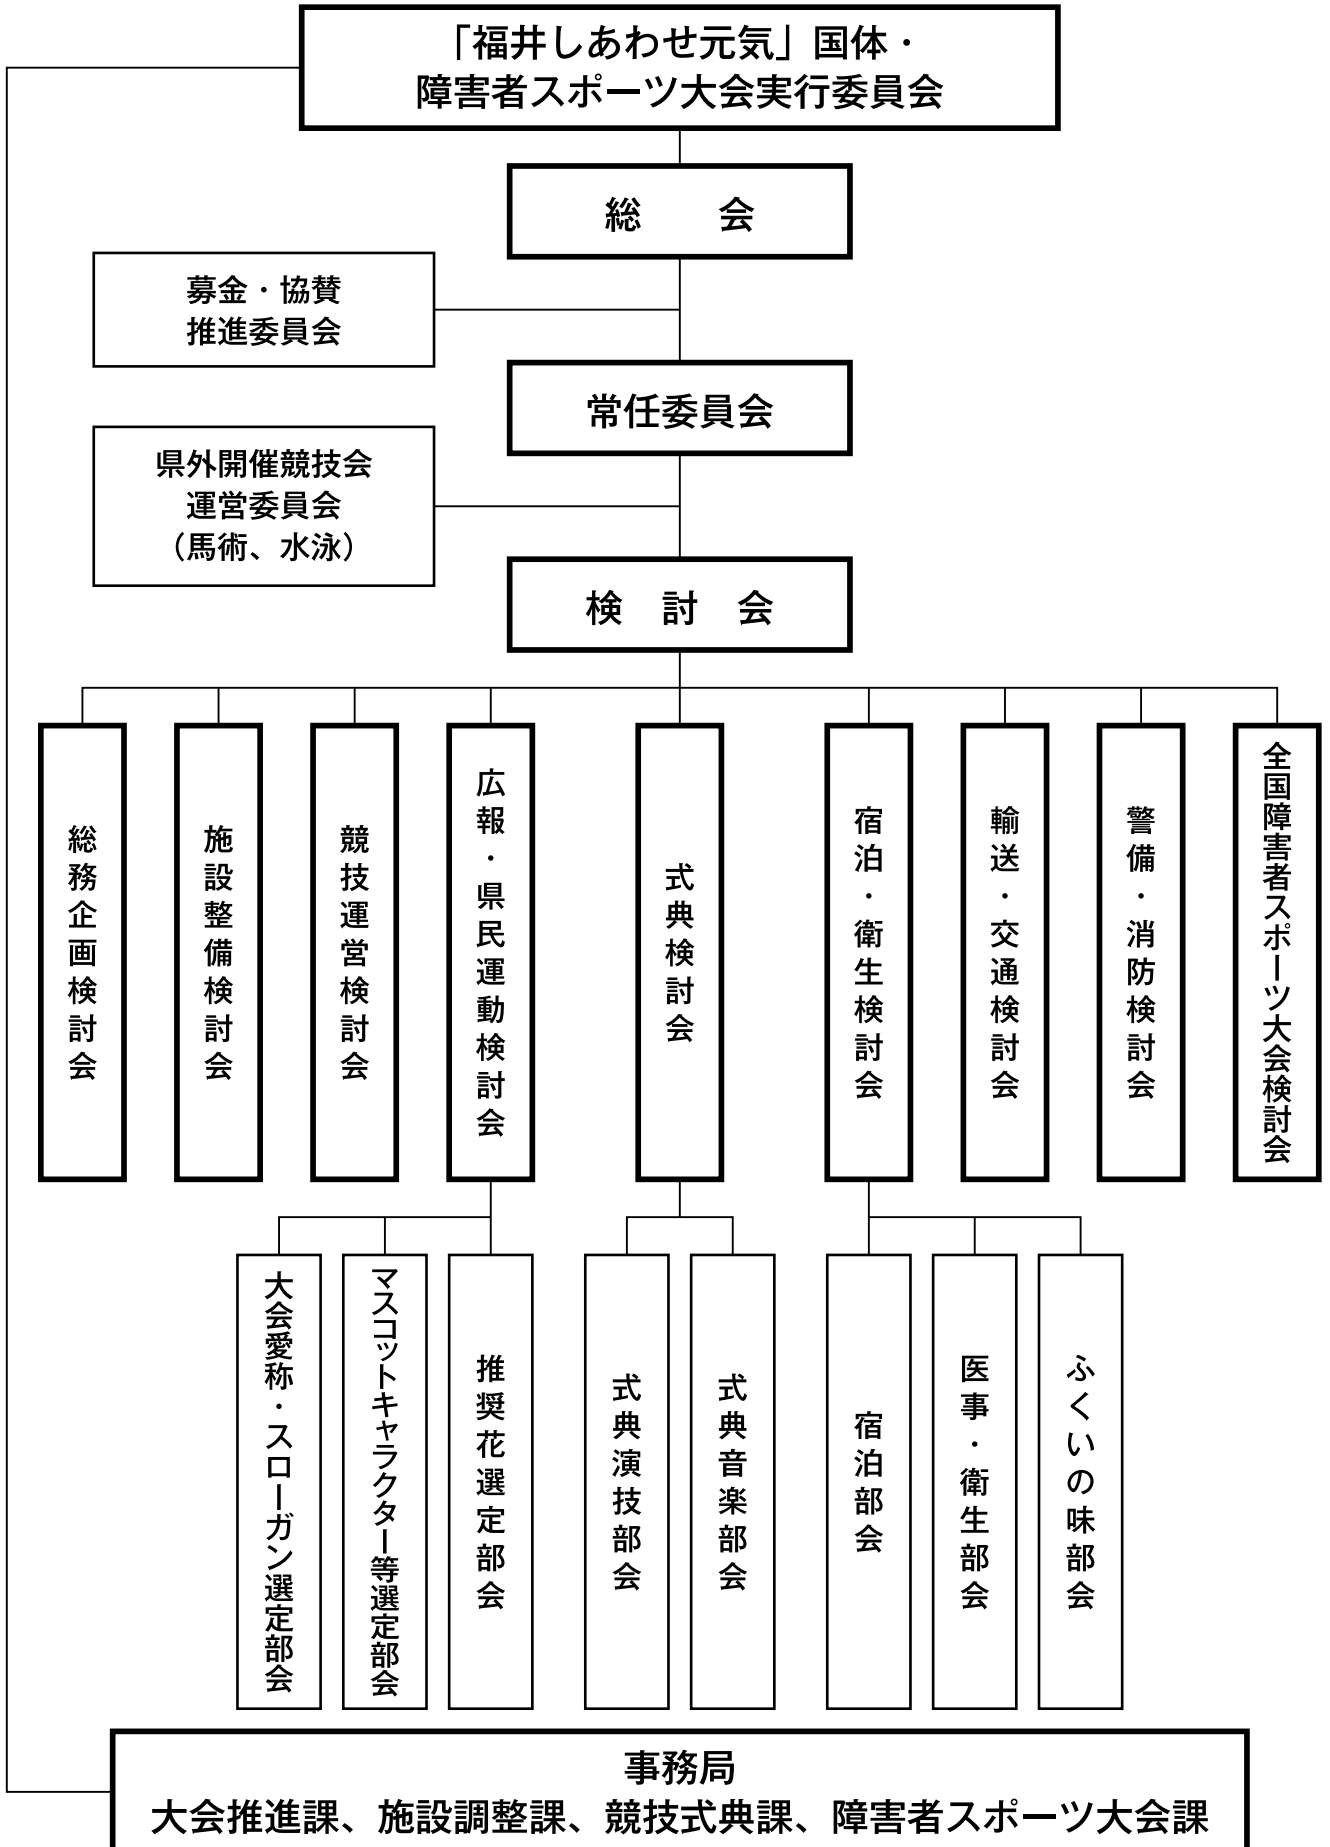 「福井しあわせ元気」国体・
障害者スポーツ大会実行委員会
総　会
募金・協賛
推進委員会
常任委員会
県外開催競技会
運営委員会
（馬術、水泳）
検　討　会
総務企画検討会
施設整備検討会
競技運営検討会
広報・県民運動検討会
式典検討会
宿泊・衛生検討会
輸送・交通検討会
警備・消防検討会
全国障害者スポーツ大会検討会
大会愛称・スローガン選定部会
マスコットキャラクター等選定部会
推奨花選定部会
式典演技部会
式典音楽部会
宿泊部会
医事・衛生部会
ふくいの味部会
事務局
大会推進課、施設調整課、競技式典課、障害者スポーツ大会課